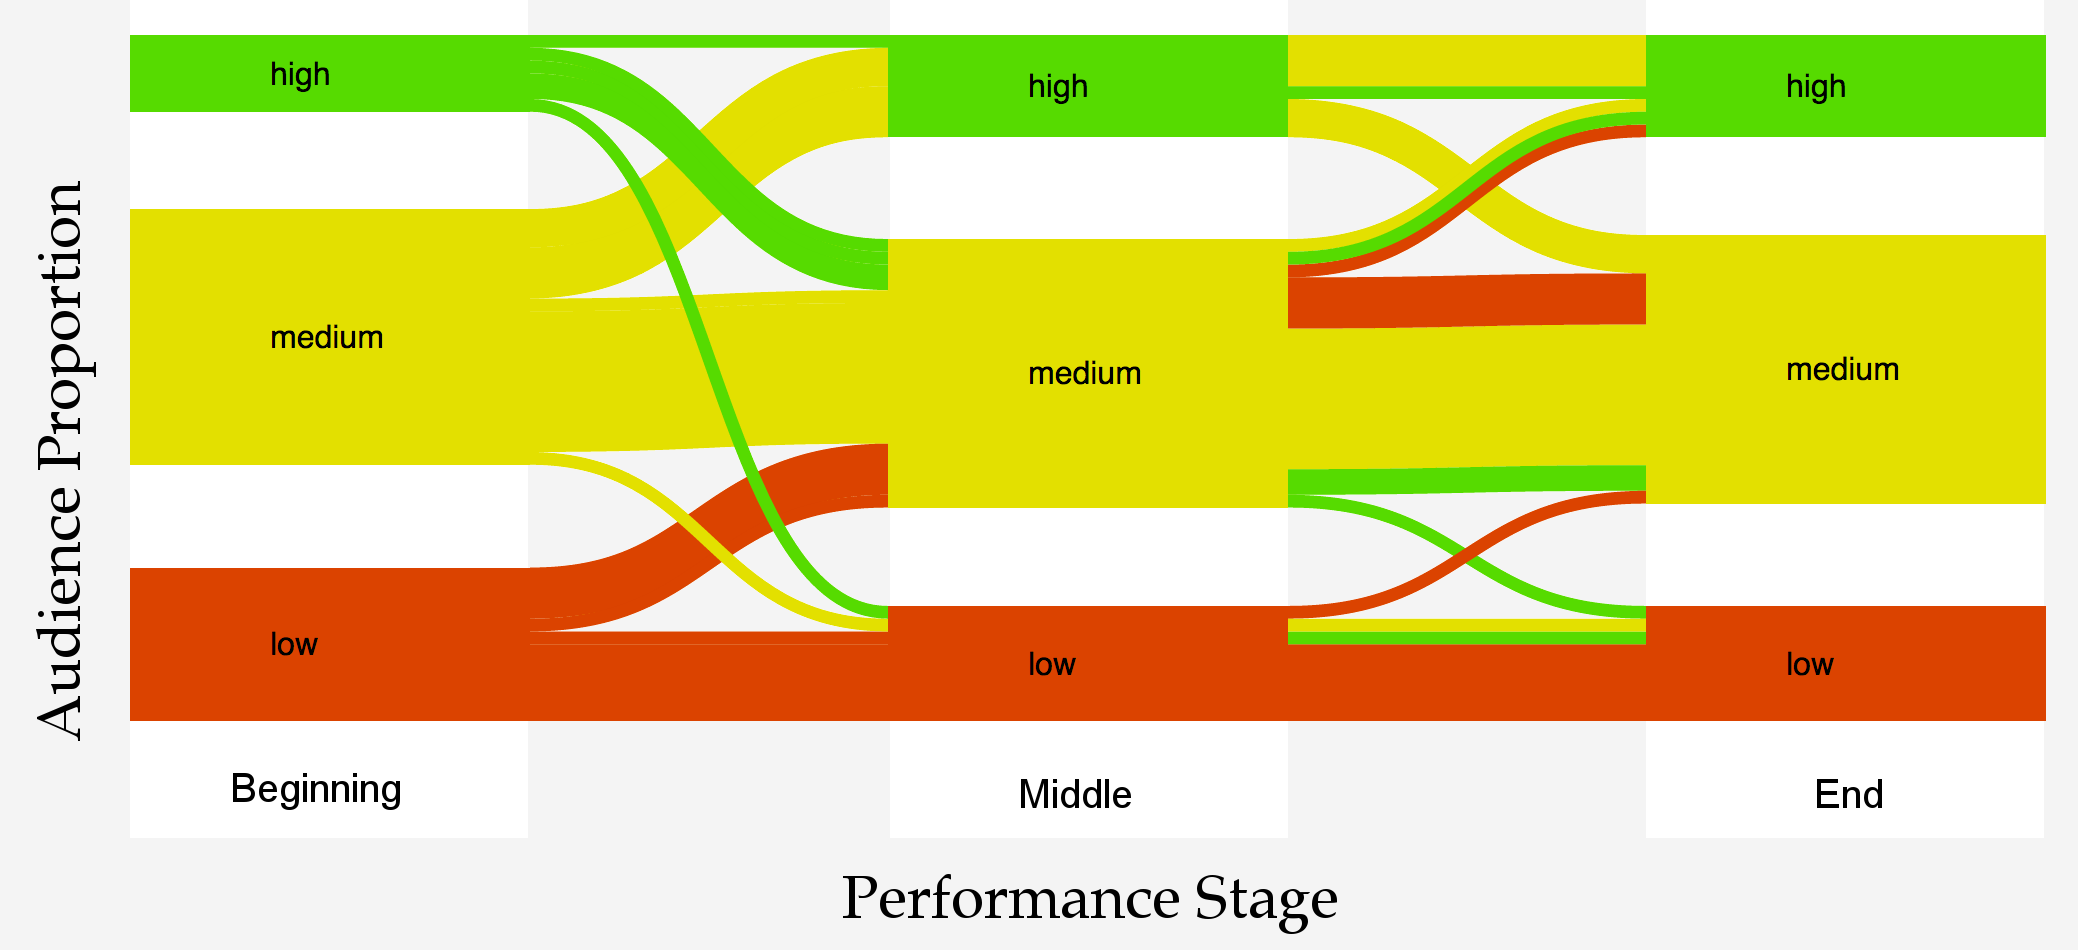 Audience Proportion
high
medium
low
high
medium
low
high
medium
low
Beginning
Middle
End
Performance Stage